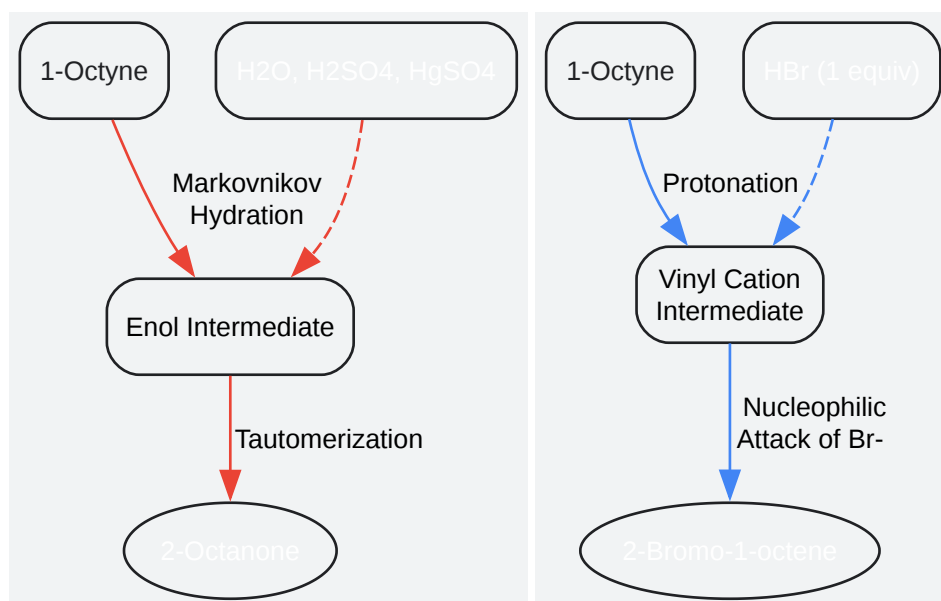 1-Octyne
H2O, H2SO4, HgSO4
Markovnikov
Hydration
Enol Intermediate
Tautomerization
2-Octanone
1-Octyne
HBr (1 equiv)
Protonation
Vinyl Cation
Intermediate
Nucleophilic
Attack of Br-
2-Bromo-1-octene